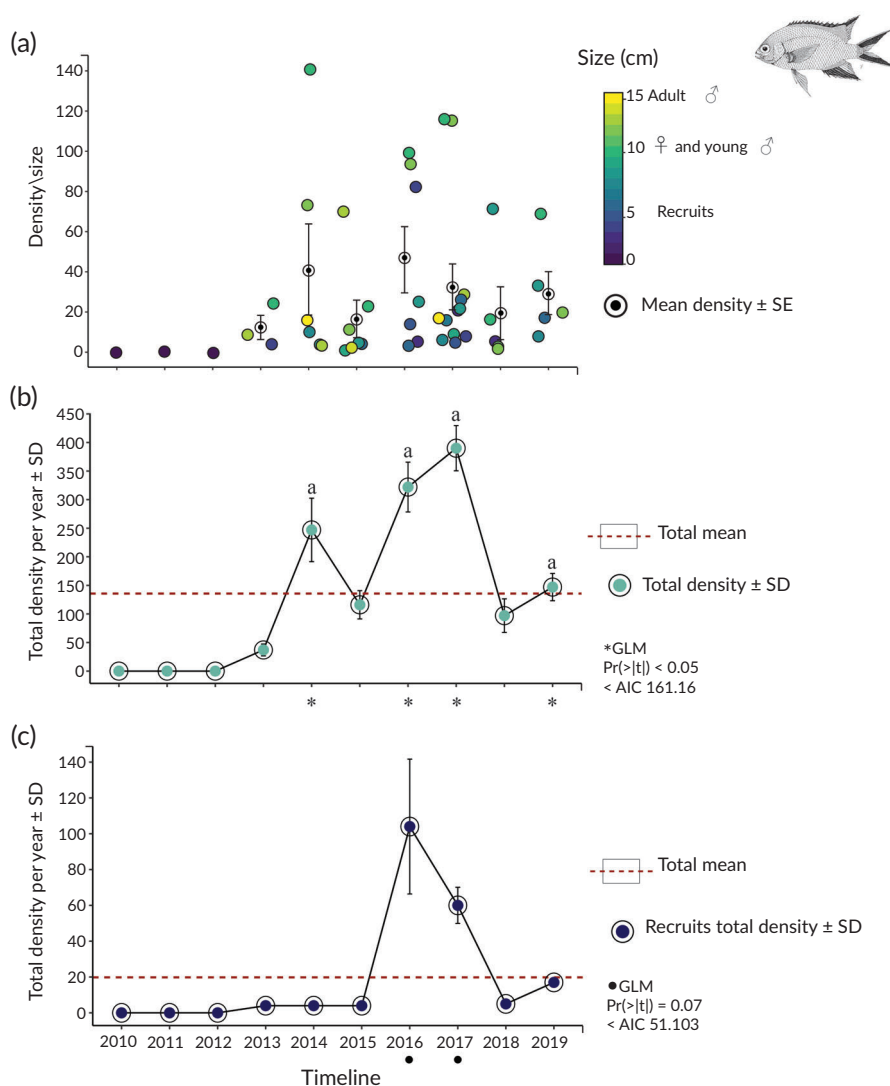 (a)
Density\size
140
120
100
80
60
40
20
0
Size (cm)
15 Adult ♂
10 ♀ and young ♂
5 Recruits
0
Mean density ± SE
(b)
Total density per year ± SD
450
400
350
300
250
200
150
100
50
0
a
a
a
a
* * * *
Total mean
Total density ± SD
*GLM
Pr(>|t|) < 0.05
< AIC 161.16
(c)
Total density per year ± SD
140
120
100
80
60
40
20
0
2010 2011 2012 2013 2014 2015 2016 2017 2018 2019
• •
Timeline
Total mean
Recruits total density ± SD
•GLM
Pr(>|t|) = 0.07
< AIC 51.103